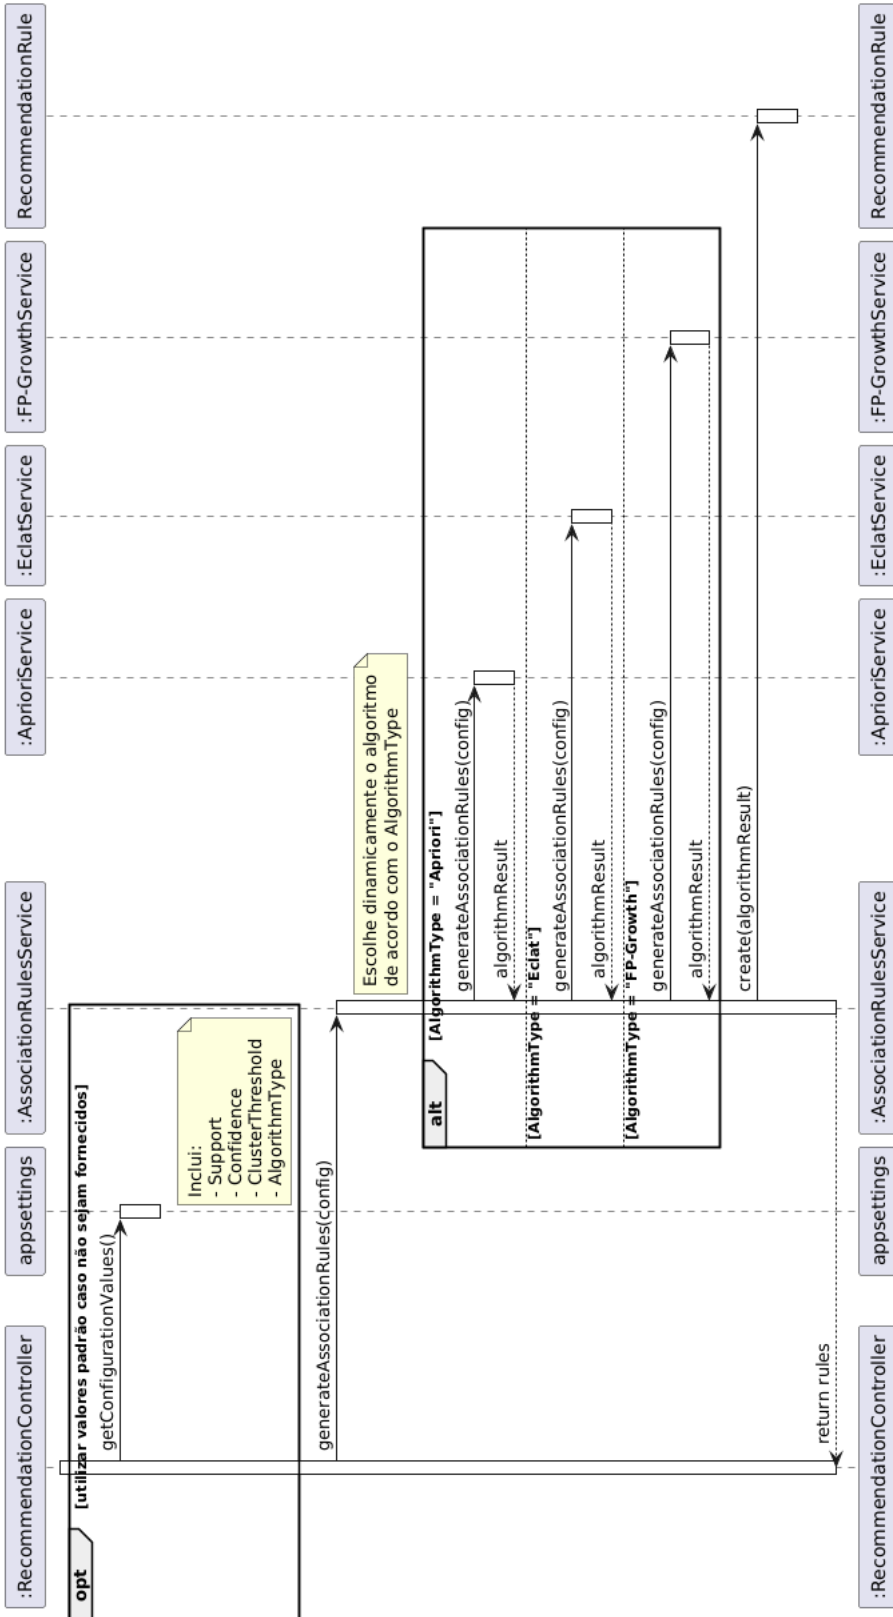 :RecommendationController
appsettings
:AssociationRulesService
:AprioriService
:EclatService
:FP-GrowthService
RecommendationRule
opt
[utilizar valores padrão caso não sejam fornecidos]
getConfigurationValues()
Inclui:
- Support
- Confidence
- ClusterThreshold
- AlgorithmType
generateAssociationRules(config)
Escolhe dinamicamente o algoritmo
de acordo com o AlgorithmType
alt
[AlgorithmType = "Apriori"]
generateAssociationRules(config)
algorithmResult
[AlgorithmType = "Eclat"]
generateAssociationRules(config)
algorithmResult
[AlgorithmType = "FP-Growth"]
generateAssociationRules(config)
algorithmResult
create(algorithmResult)
return rules
:RecommendationController
appsettings
:AssociationRulesService
:AprioriService
:EclatService
:FP-GrowthService
RecommendationRule